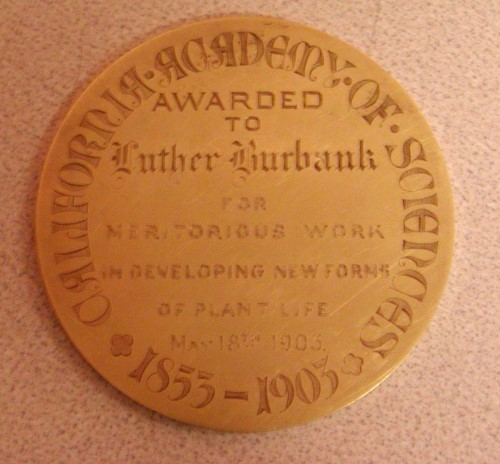 CALIFORNIA·ACADEMY·OF·SCIENCES
AWARDED
TO
Luther Burbank
FOR
MERITORIOUS WORK
IN DEVELOPING NEW FORMS
OF PLANT LIFE
MAY 18TH 1903.
1853-1903